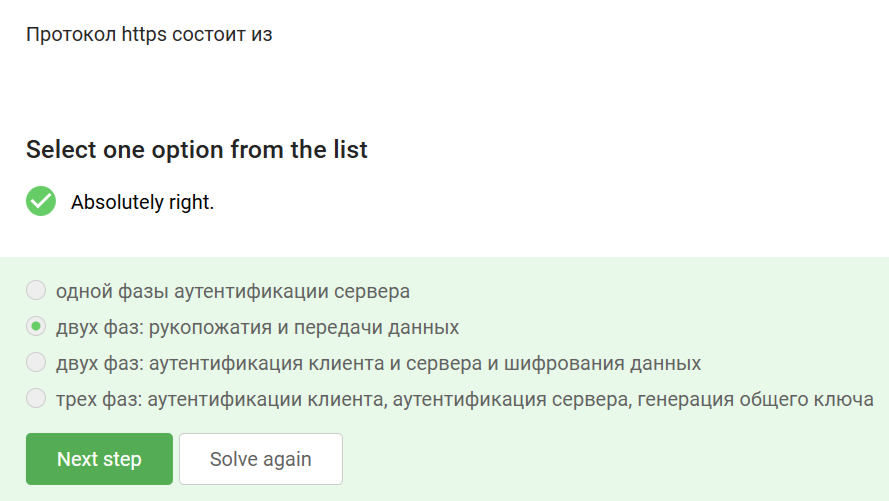 Протокол https состоит из
Select one option from the list
Absolutely right.
одной фазы аутентификации сервера
двух фаз: рукопожатия и передачи данных
двух фаз: аутентификация клиента и сервера и шифрования данных
трех фаз: аутентификации клиента, аутентификация сервера, генерация общего ключа
Next step Solve again